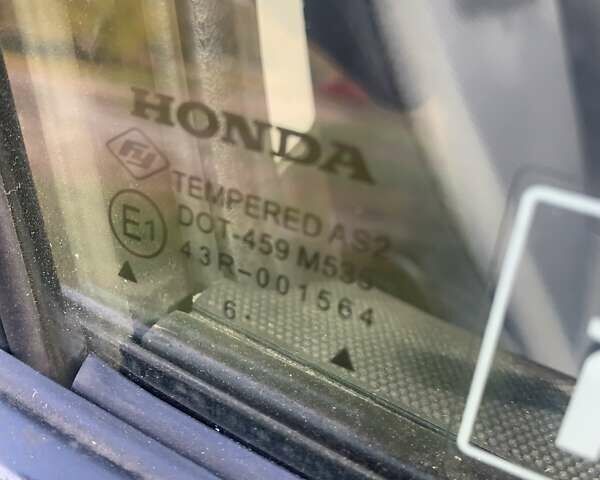 HONDA
TEMPERED AS2
E1
DOT-459 M535
43R-001564
6.